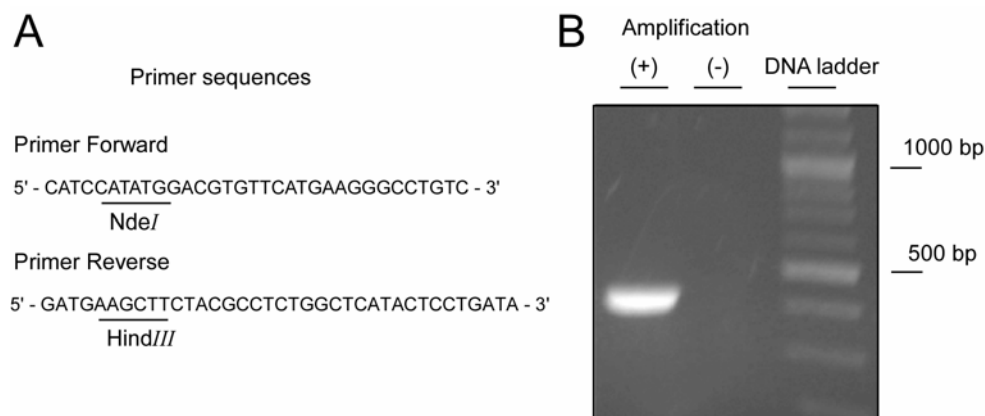 A
Primer sequences
Primer Forward
5' - CATCCATATGGACGTGTTCATGAAGGGCCTGTC - 3'
NdeI
Primer Reverse
5' - GATGAAGCTTCTACGCCTCTGGCTCATACTCCTGATA - 3'
HindIII
B
Amplification
(+) (-) DNA ladder
1000 bp
500 bp